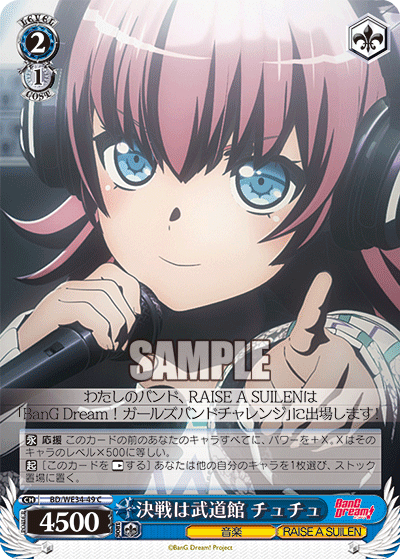 LEVEL
2
1
COST
SAMPLE
わたしのバンド、RAISE A SUILENは
「BanG Dream！ガールズバンドチャレンジ」に出場します！
永 応援 このカードの前のあなたのキャラすべてに、パワーを＋X。Xはそ
のキャラのレベル×500に等しい。
起 ［このカードを する］ あなたは他の自分のキャラを1枚選び、ストック
置場に置く。
CH
BD/WE34-49 C
4500
決戦は武道館 チュチュ
BanG Dream!
音楽
RAISE A SUILEN
©BanG Dream! Project